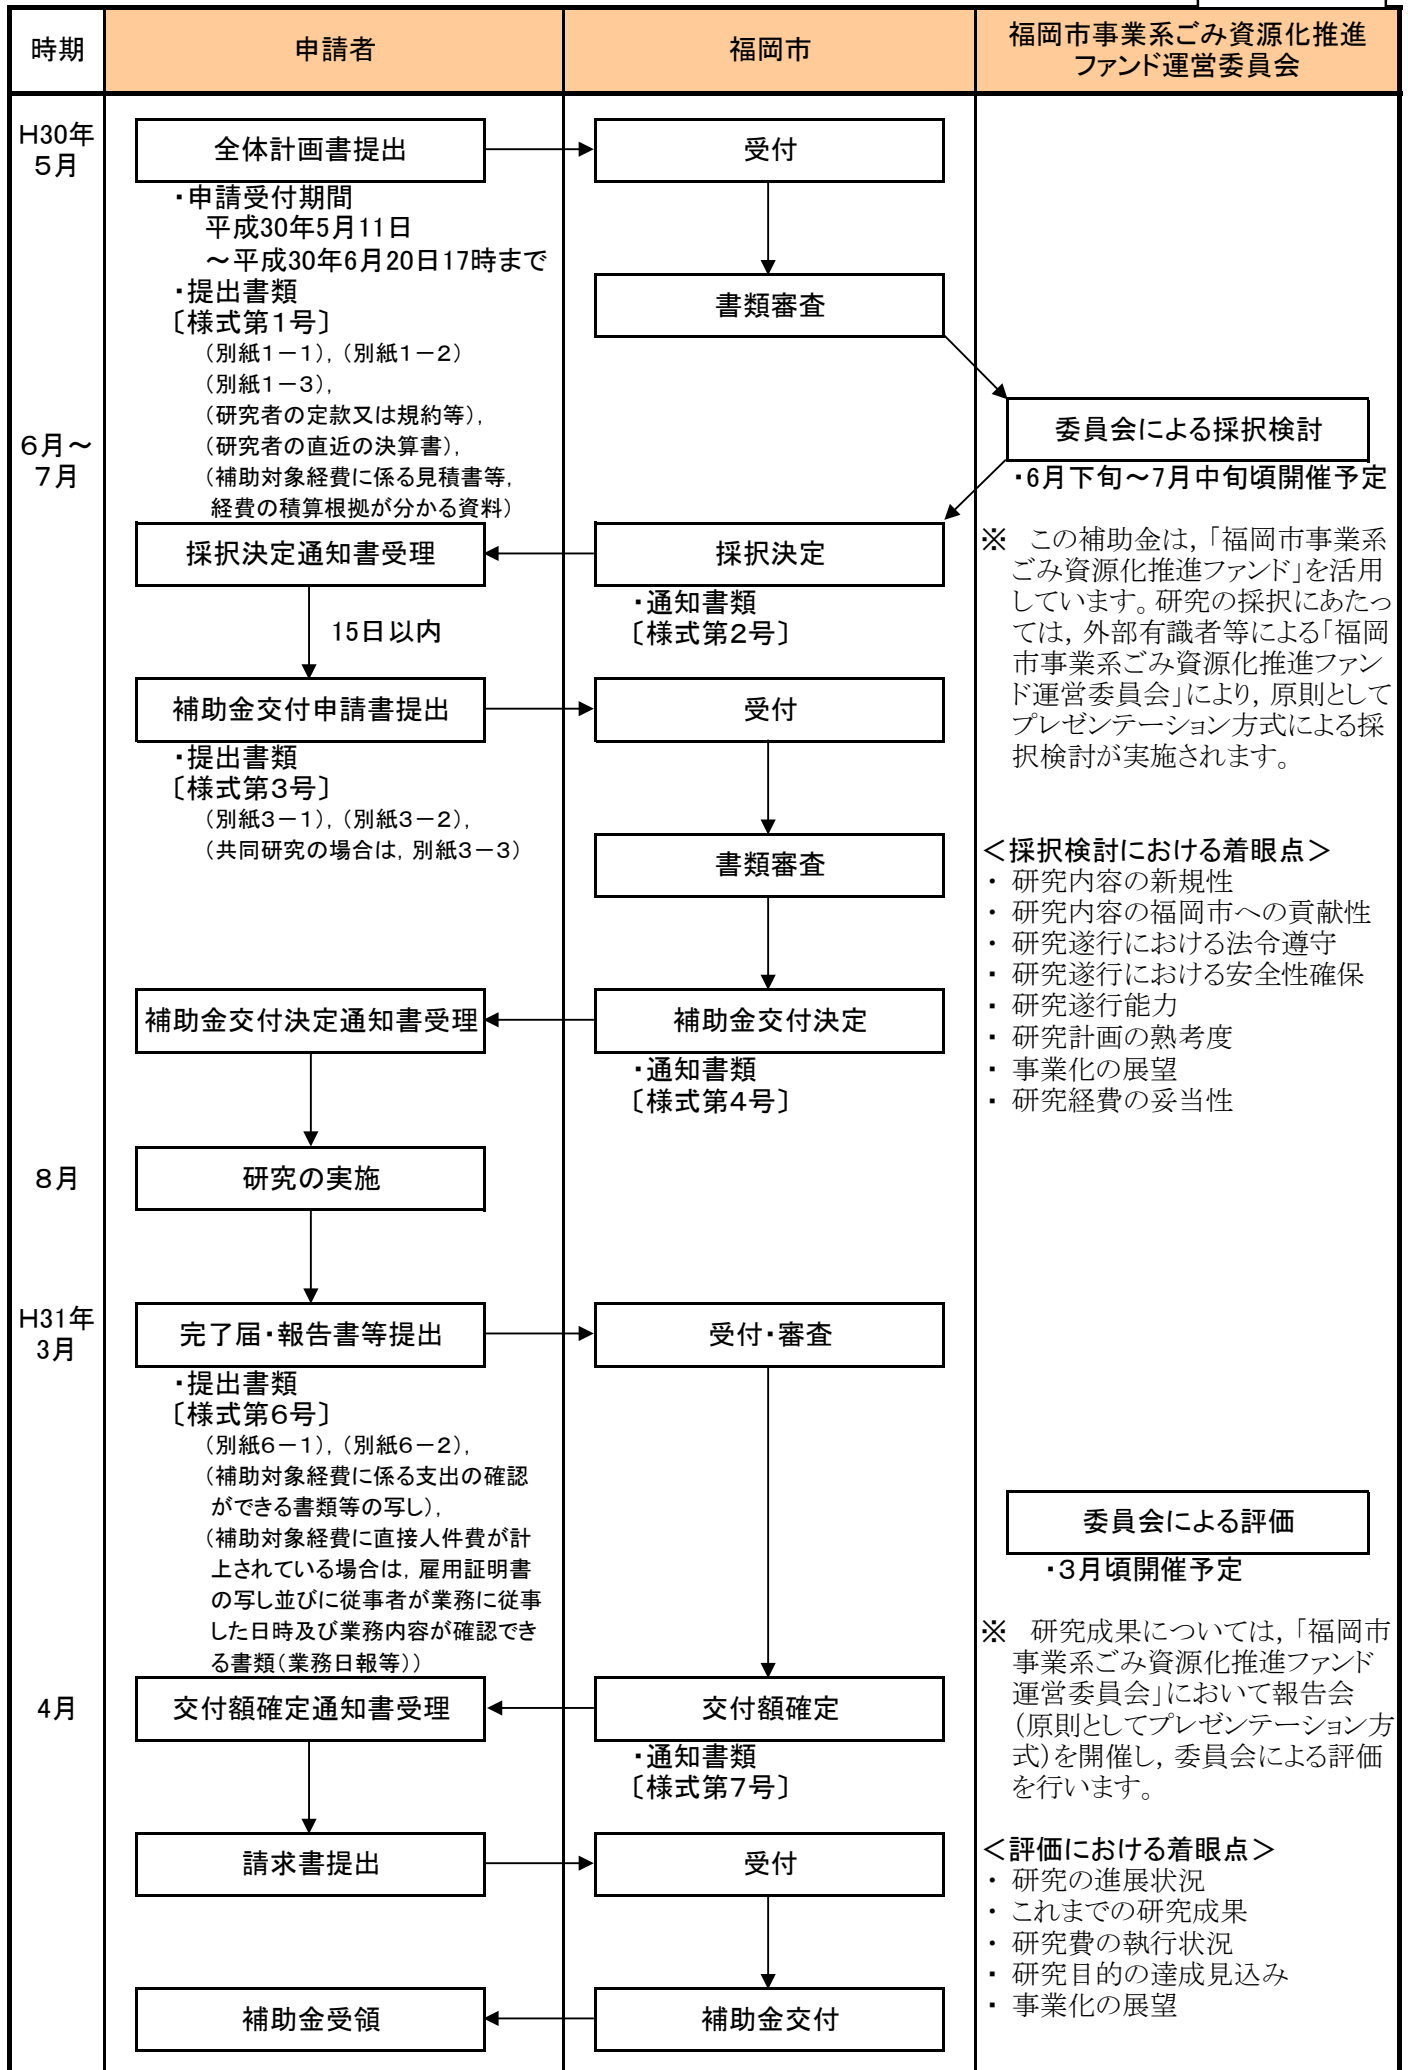 時期
申請者
福岡市
福岡市事業系ごみ資源化推進
ファンド運営委員会
H30年
5月
全体計画書提出
受付
・申請受付期間
平成30年5月11日
～平成30年6月20日17時まで
・提出書類
〔様式第１号〕
（別紙１－１），（別紙１－２）
（別紙１－３），
（研究者の定款又は規約等），
（研究者の直近の決算書），
（補助対象経費に係る見積書等，
経費の積算根拠が分かる資料）
書類審査
6月～
7月
委員会による採択検討
・6月下旬～7月中旬頃開催予定
採択決定通知書受理
採択決定
・通知書類
〔様式第２号〕
15日以内
※　この補助金は，「福岡市事業系
ごみ資源化推進ファンド」を活用
しています。研究の採択にあたっ
ては，外部有識者等による「福岡
市事業系ごみ資源化推進ファン
ド運営委員会」により，原則として
プレゼンテーション方式による採
択検討が実施されます。
補助金交付申請書提出
受付
・提出書類
〔様式第３号〕
（別紙３－１），（別紙３－２），
（共同研究の場合は，別紙３－３）
書類審査
＜採択検討における着眼点＞
・ 研究内容の新規性
・ 研究内容の福岡市への貢献性
・ 研究遂行における法令遵守
・ 研究遂行における安全性確保
・ 研究遂行能力
・ 研究計画の熟考度
・ 事業化の展望
・ 研究経費の妥当性
補助金交付決定通知書受理
補助金交付決定
・通知書類
〔様式第４号〕
８月
研究の実施
H31年
3月
完了届・報告書等提出
受付・審査
・提出書類
〔様式第６号〕
（別紙６－１），（別紙６－２），
（補助対象経費に係る支出の確認
ができる書類等の写し），
（補助対象経費に直接人件費が計
上されている場合は，雇用証明書
の写し並びに従事者が業務に従事
した日時及び業務内容が確認でき
る書類（業務日報等））
委員会による評価
・３月頃開催予定
※　研究成果については，「福岡市
事業系ごみ資源化推進ファンド
運営委員会」において報告会
（原則としてプレゼンテーション方
式）を開催し，委員会による評価
を行います。
4月
交付額確定通知書受理
交付額確定
・通知書類
〔様式第７号〕
請求書提出
受付
＜評価における着眼点＞
・ 研究の進展状況
・ これまでの研究成果
・ 研究費の執行状況
・ 研究目的の達成見込み
・ 事業化の展望
補助金受領
補助金交付